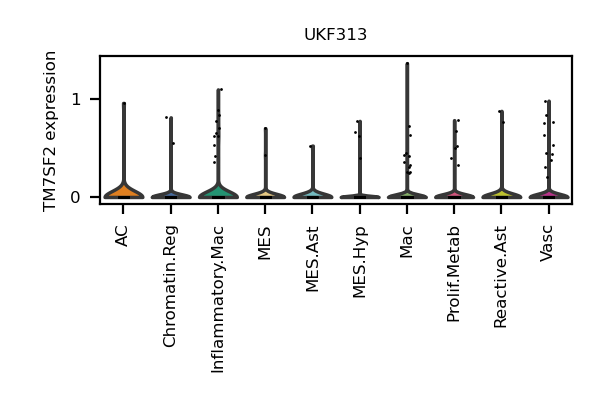 UKF313
TM7SF2 expression
1
0
AC
Chromatin.Reg
Inflammatory.Mac
MES
MES.Ast
MES.Hyp
Mac
Prolif.Metab
Reactive.Ast
Vasc